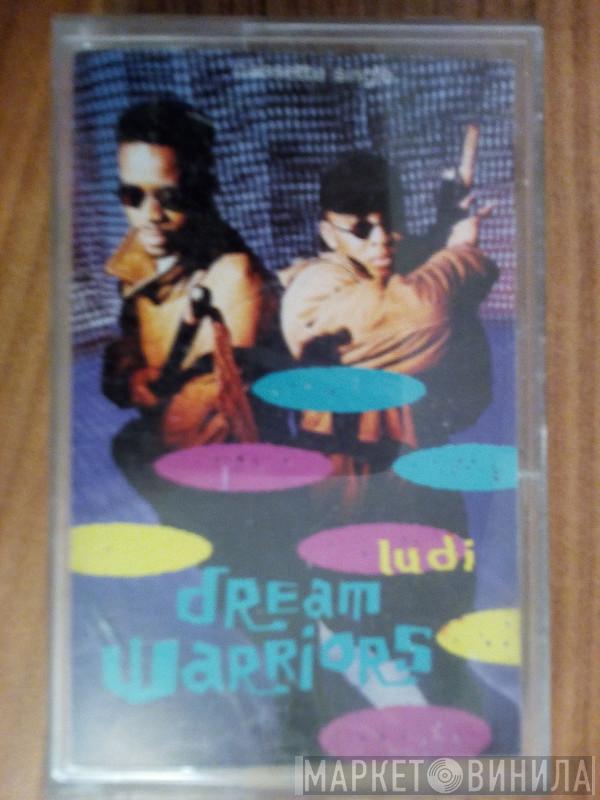 cassette single
ludi
dREam
waRRioRS
МАРКЕТ ВИНИЛА